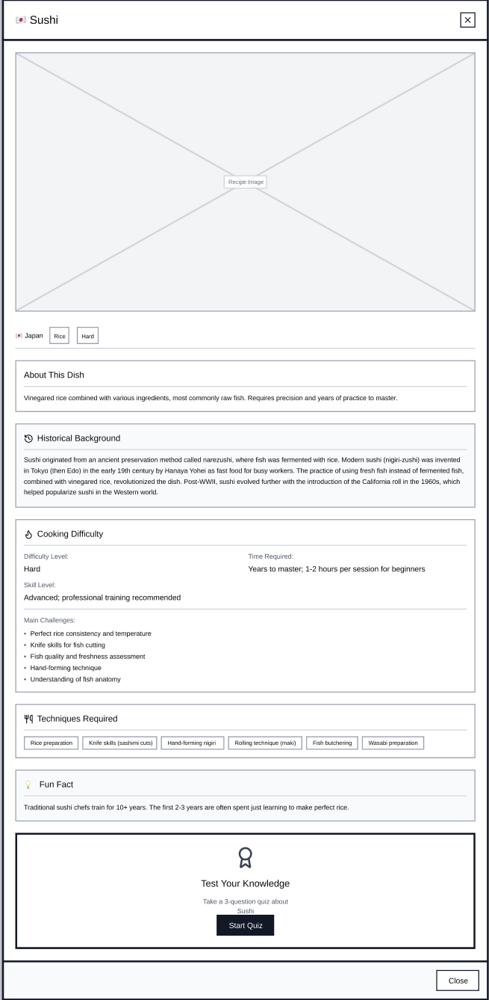 Sushi
Recipe Image
Japan Rice Hard
About This Dish
Vinegared rice combined with various ingredients, most commonly raw fish. Requires precision and years of practice to master.
Historical Background
Sushi originated from an ancient preservation method called narezushi, where fish was fermented with rice. Modern sushi (nigiri-zushi) was invented
in Tokyo (then Edo) in the early 19th century by Hanaya Yohei as fast food for busy workers. The practice of using fresh fish instead of fermented fish,
combined with vinegared rice, revolutionized the dish. Post-WWII, sushi evolved further with the introduction of the California roll in the 1960s, which
helped popularize sushi in the Western world.
Cooking Difficulty
Difficulty Level:
Hard
Time Required:
Years to master; 1-2 hours per session for beginners
Skill Level:
Advanced; professional training recommended
Main Challenges:
• Perfect rice consistency and temperature
• Knife skills for fish cutting
• Fish quality and freshness assessment
• Hand-forming technique
• Understanding of fish anatomy
Techniques Required
Rice preparation Knife skills (sashimi cuts) Hand-forming nigiri Rolling technique (maki) Fish butchering Wasabi preparation
Fun Fact
Traditional sushi chefs train for 10+ years. The first 2-3 years are often spent just learning to make perfect rice.
Test Your Knowledge
Take a 3-question quiz about
Sushi
Start Quiz
Close